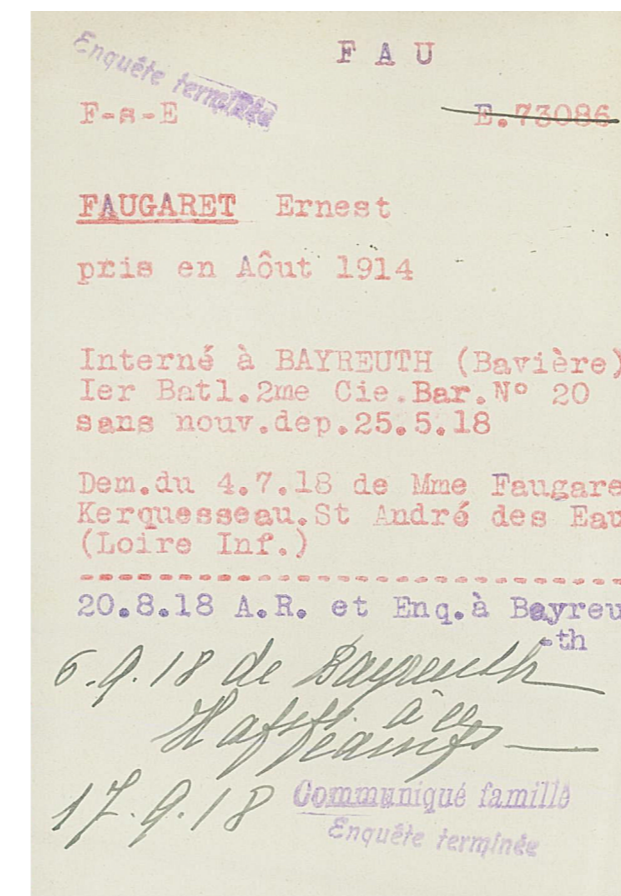 Enquête terminée
F A U
F-s-E
E.73086
FAUGARET Ernest
pris en Aôut 1914
Interné à BAYREUTH (Bavière)
Ier Batl.2me Cie.Bar.N° 20
sans nouv.dep.25.5.18
Dem.du 4.7.18 de Mme Faugare
Kerquesseau.St André des Eau
(Loire Inf.)
20.8.18 A.R. et Enq.à Bayreu
-th
6.9.18 de Bayreuth
à ce
17.9.18 Communiqué famille
Enquête terminée